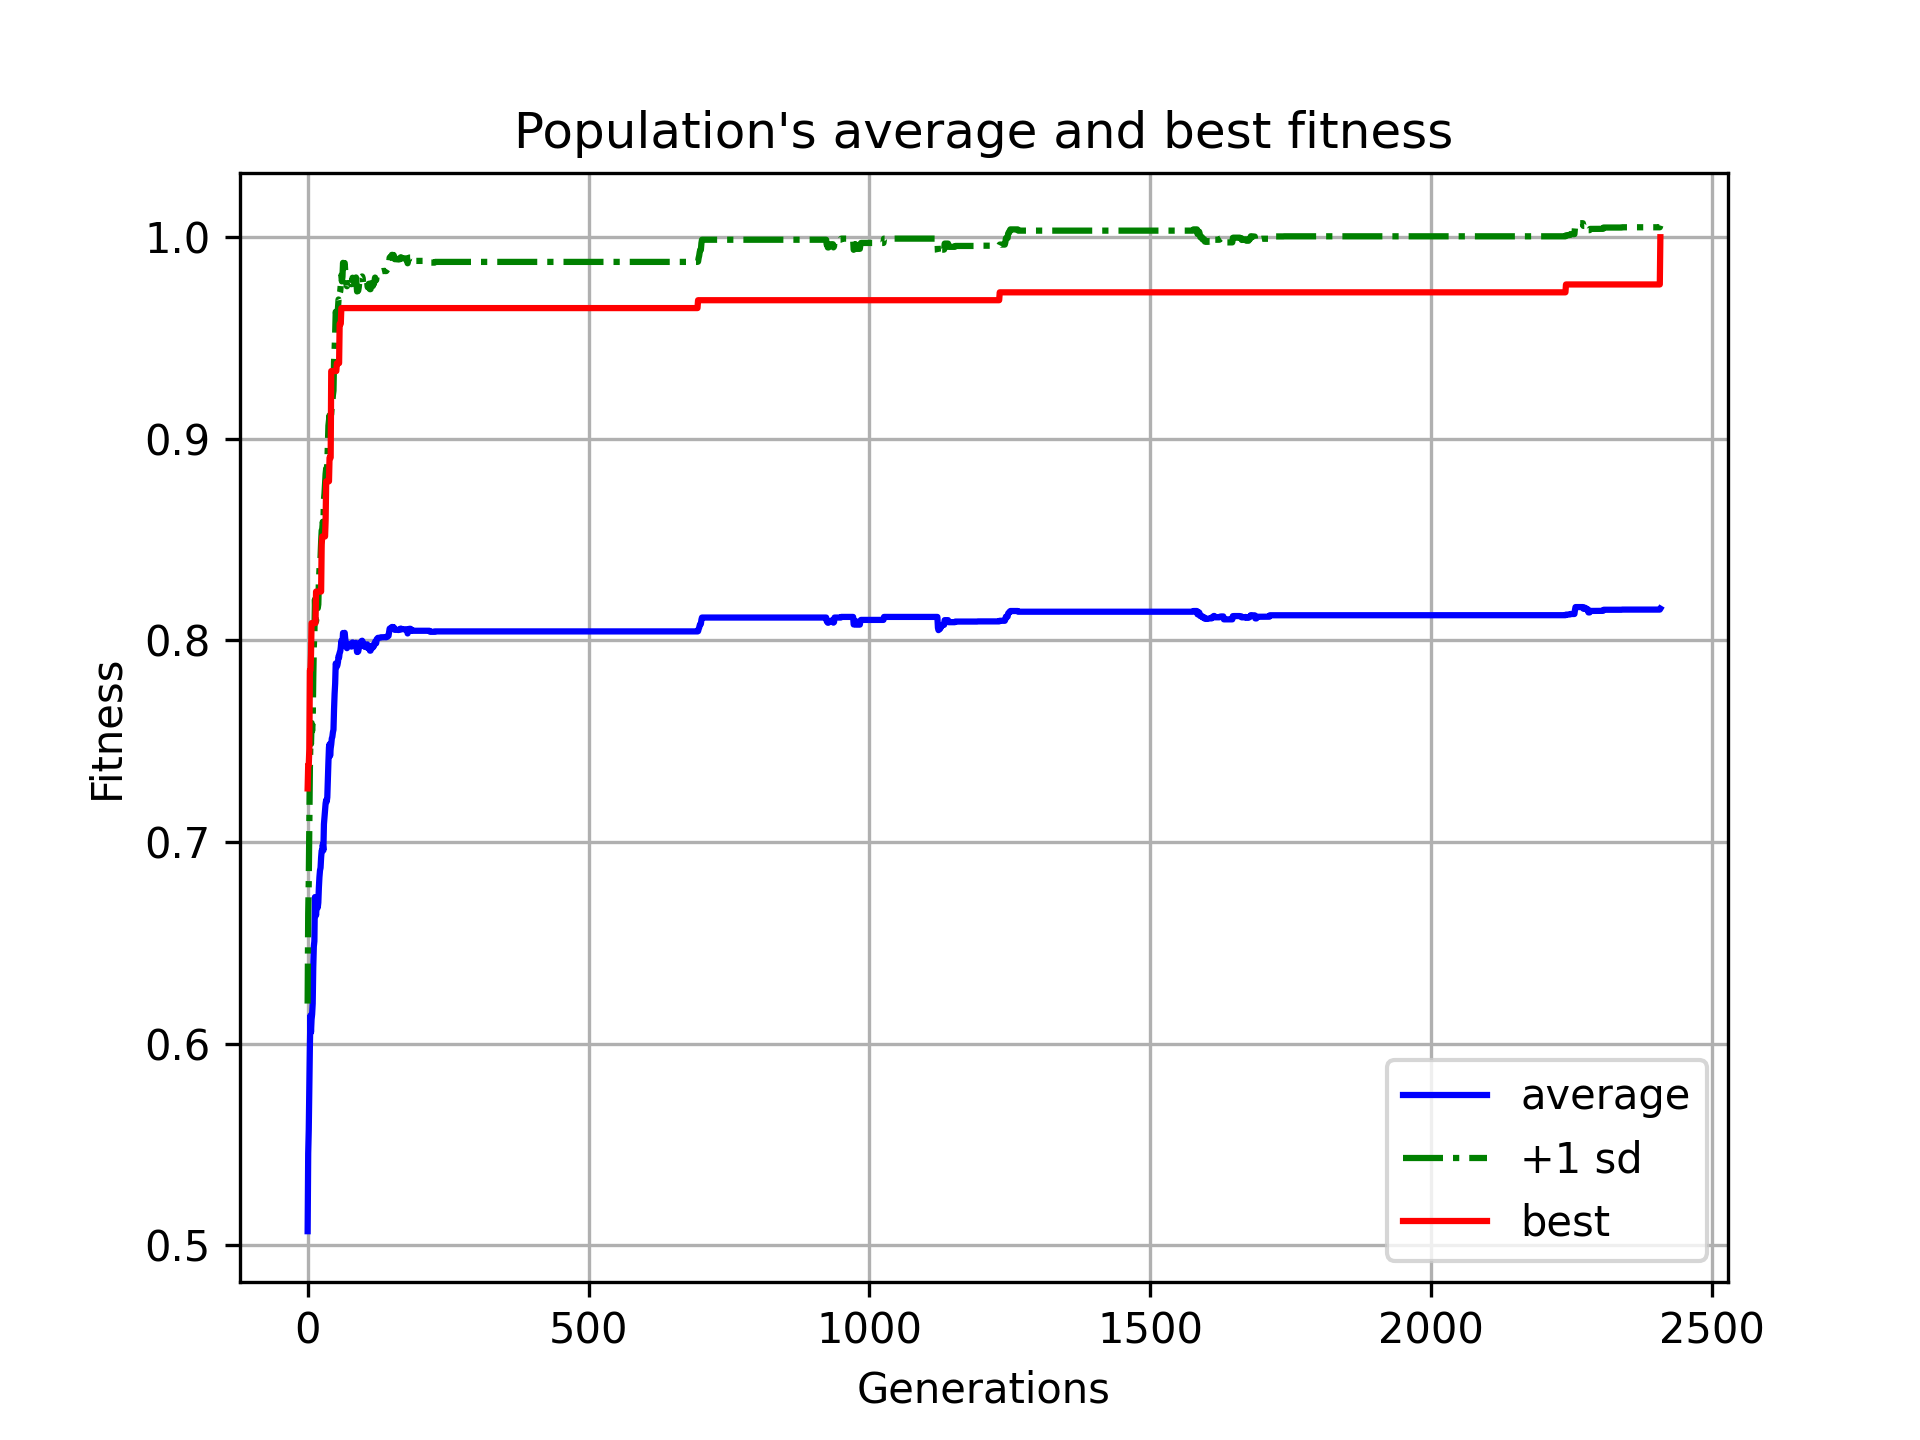 Population's average and best fitness
1.0
0.9
0.8
0.7
0.6
0.5
Fitness
average
+1 sd
best
0 500 1000 1500 2000 2500
Generations